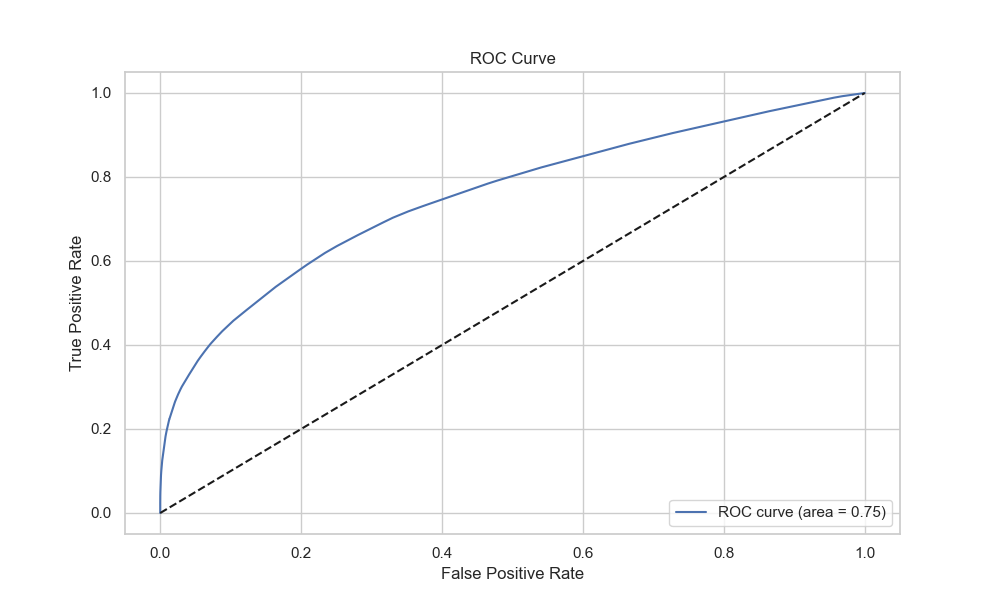 ROC Curve
True Positive Rate
1.0
0.8
0.6
0.4
0.2
0.0
ROC curve (area = 0.75)
0.0 0.2 0.4 0.6 0.8 1.0
False Positive Rate